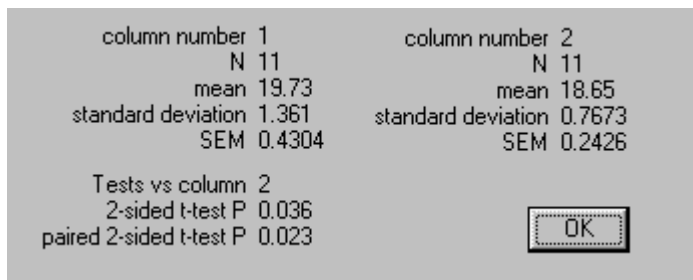 column number 1
N 11
mean 19.73
standard deviation 1.361
SEM 0.4304
column number 2
N 11
mean 18.65
standard deviation 0.7673
SEM 0.2426
Tests vs column 2
2-sided t-test P 0.036
paired 2-sided t-test P 0.023
OK